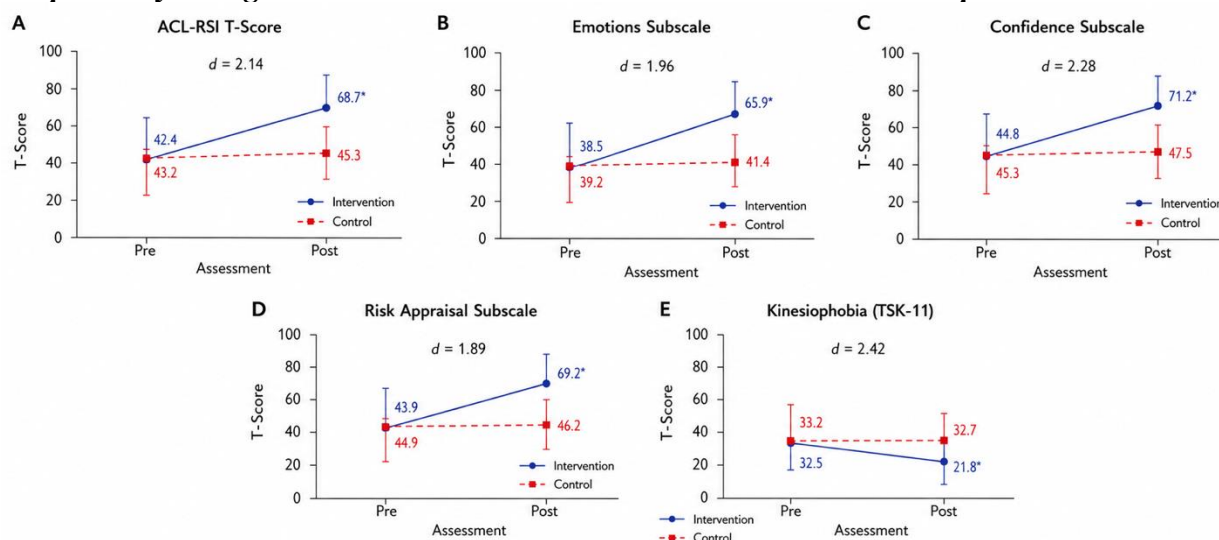 A ACL-RSI T-Score
d = 2.14
T-Score
100
80
60
40
20
0
42.4
43.2
68.7*
45.3
Intervention
Control
Pre Post
Assessment
B Emotions Subscale
d = 1.96
T-Score
100
80
60
40
20
0
38.5
39.2
65.9*
41.4
Intervention
Control
Pre Post
Assessment
C Confidence Subscale
d = 2.28
T-Score
100
80
60
40
20
0
44.8
45.3
71.2*
47.5
Intervention
Control
Pre Post
Assessment
D Risk Appraisal Subscale
d = 1.89
T-Score
100
80
60
40
20
0
43.9
44.9
69.2*
46.2
Intervention
Control
Pre Post
Assessment
E Kinesiophobia (TSK-11)
d = 2.42
T-Score
100
80
60
40
20
0
33.2
32.5
32.7
21.8*
Pre Post
Assessment
Intervention
Control